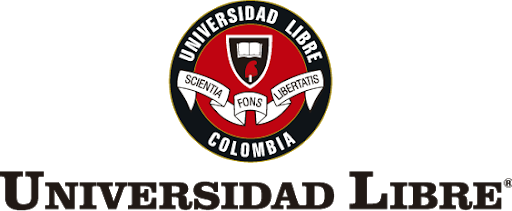 UNIVERSIDAD LIBRE
SCIENTIA
FONS
LIBERTATIS
COLOMBIA
UNIVERSIDAD LIBRE®